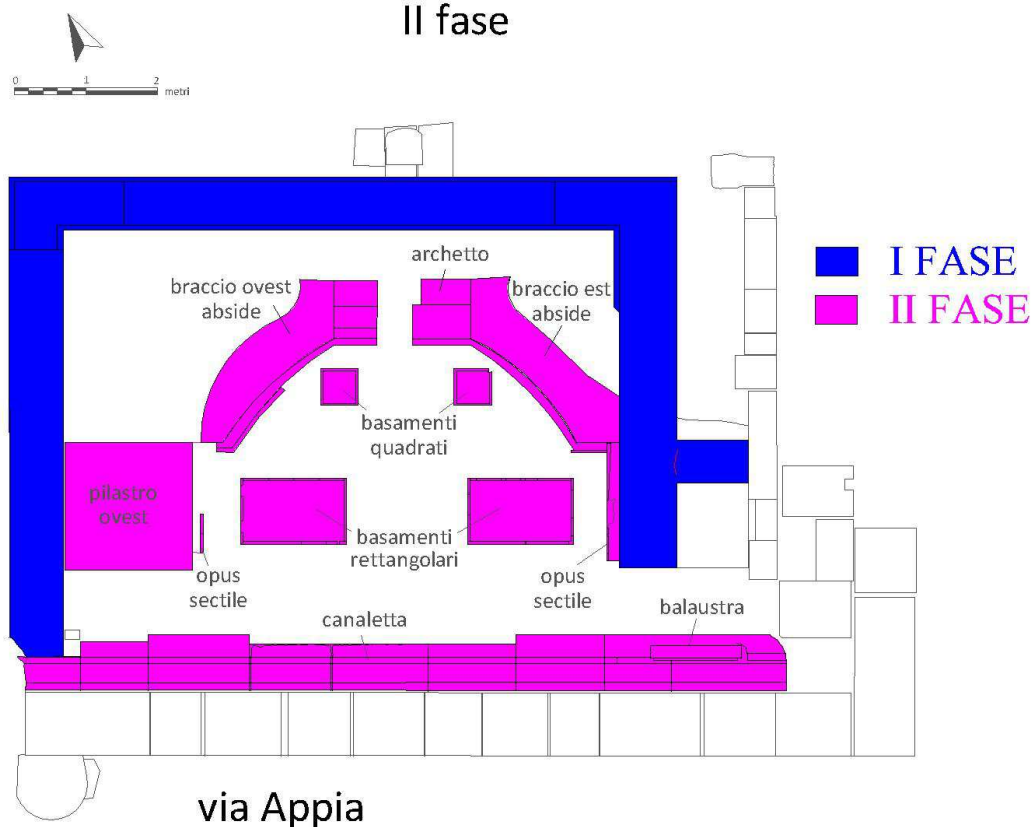 II fase
0 1 2
metri
archetto
braccio ovest
abside
braccio est
abside
I FASE
II FASE
basamenti
quadrati
pilastro
ovest
basamenti
rettangolari
opus
sectile
opus
sectile
canaletta
balaustra
via Appia